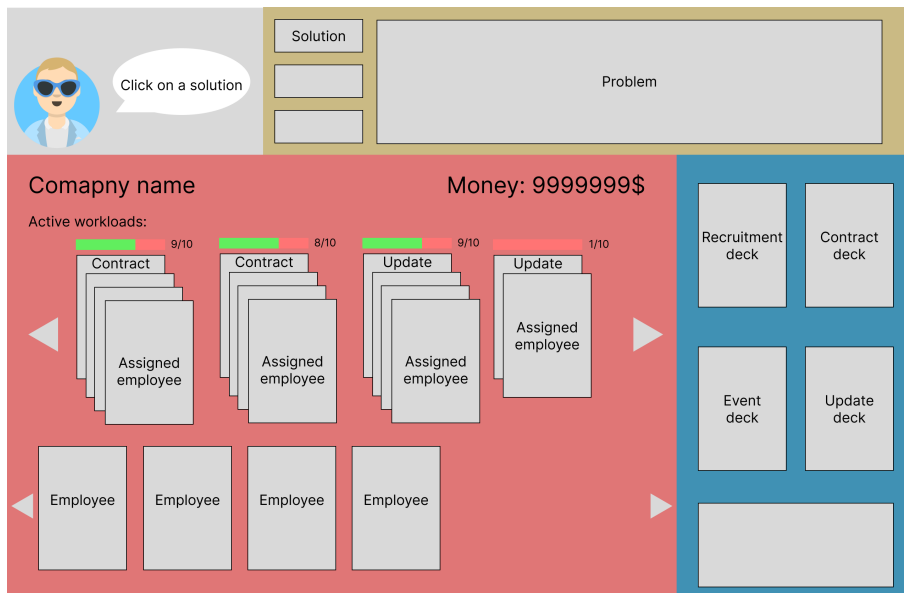 Click on a solution
Solution
Problem
Comapny name
Money: 9999999$
Active workloads:
9/10
8/10
9/10
1/10
Contract
Contract
Update
Update
Assigned
employee
Assigned
employee
Assigned
employee
Assigned
employee
Employee
Employee
Employee
Employee
Recruitment
deck
Contract
deck
Event
deck
Update
deck